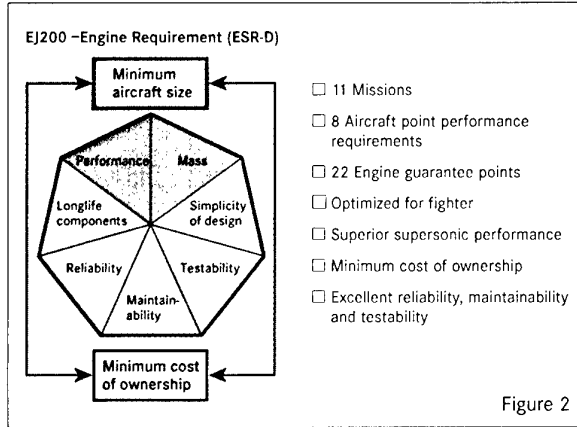 EJ200 –Engine Requirement (ESR-D)
Minimum
aircraft size
Performance
Mass
Longlife
components
Simplicity
of design
Reliability
Testability
Maintain-
ability
Minimum cost
of ownership
☐ 11 Missions
☐ 8 Aircraft point performance
requirements
☐ 22 Engine guarantee points
☐ Optimized for fighter
☐ Superior supersonic performance
☐ Minimum cost of ownership
☐ Excellent reliability, maintainability
and testability
Figure 2